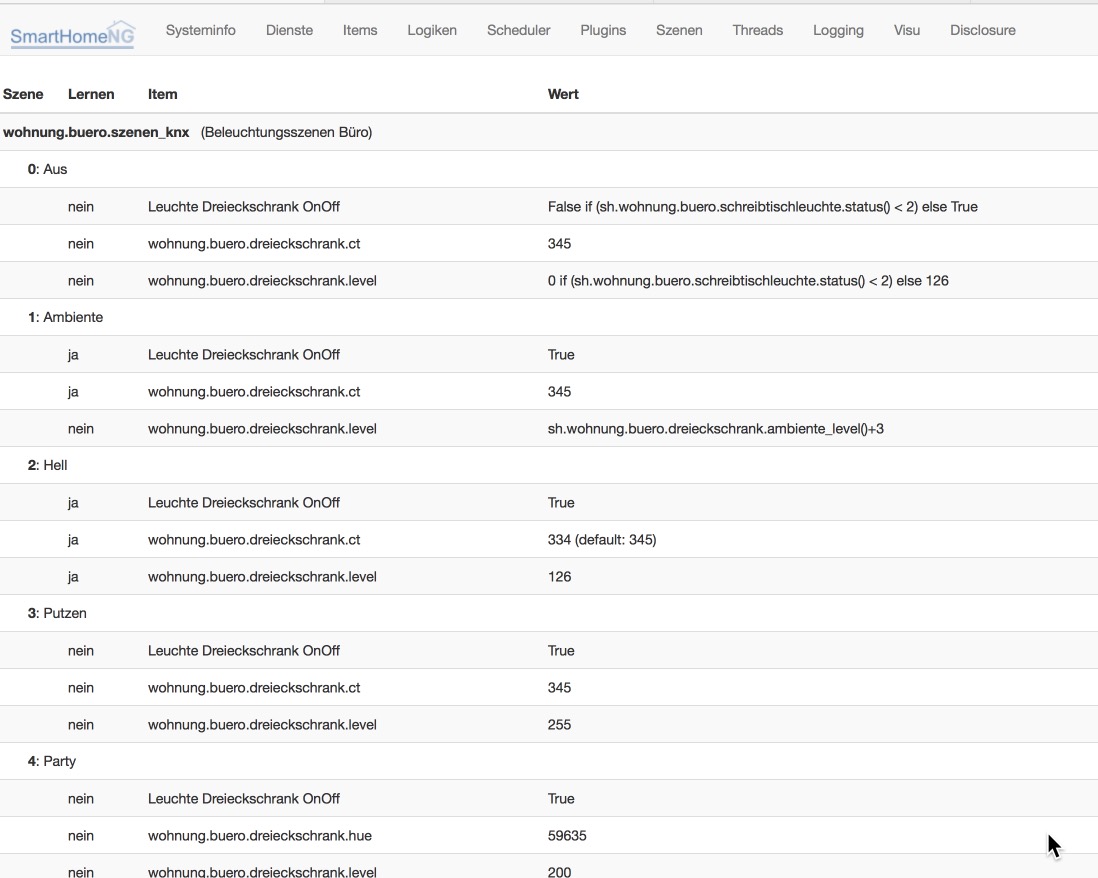 SmartHomeNG Systeminfo Dienste Items Logiken Scheduler Plugins Szenen Threads Logging Visu Disclosure
Szene Lernen Item Wert
wohnung.buero.szenen_knx (Beleuchtungsszenen Büro)
0: Aus
nein Leuchte Dreieckschrank OnOff False if (sh.wohnung.buero.schreibtischleuchte.status() < 2) else True
nein wohnung.buero.dreieckschrank.ct 345
nein wohnung.buero.dreieckschrank.level 0 if (sh.wohnung.buero.schreibtischleuchte.status() < 2) else 126
1: Ambiente
ja Leuchte Dreieckschrank OnOff True
ja wohnung.buero.dreieckschrank.ct 345
nein wohnung.buero.dreieckschrank.level sh.wohnung.buero.dreieckschrank.ambiente_level()+3
2: Hell
ja Leuchte Dreieckschrank OnOff True
ja wohnung.buero.dreieckschrank.ct 334 (default: 345)
ja wohnung.buero.dreieckschrank.level 126
3: Putzen
nein Leuchte Dreieckschrank OnOff True
nein wohnung.buero.dreieckschrank.ct 345
nein wohnung.buero.dreieckschrank.level 255
4: Party
nein Leuchte Dreieckschrank OnOff True
nein wohnung.buero.dreieckschrank.hue 59635
nein wohnung.buero.dreieckschrank.level 200